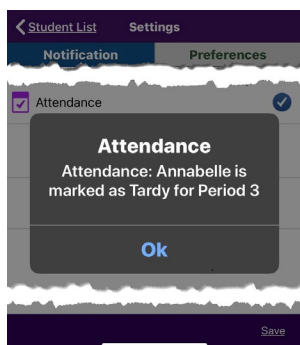 Student List Settings
Notification Preferences
Attendance
Attendance
Attendance: Annabelle is
marked as Tardy for Period 3
Ok
Save